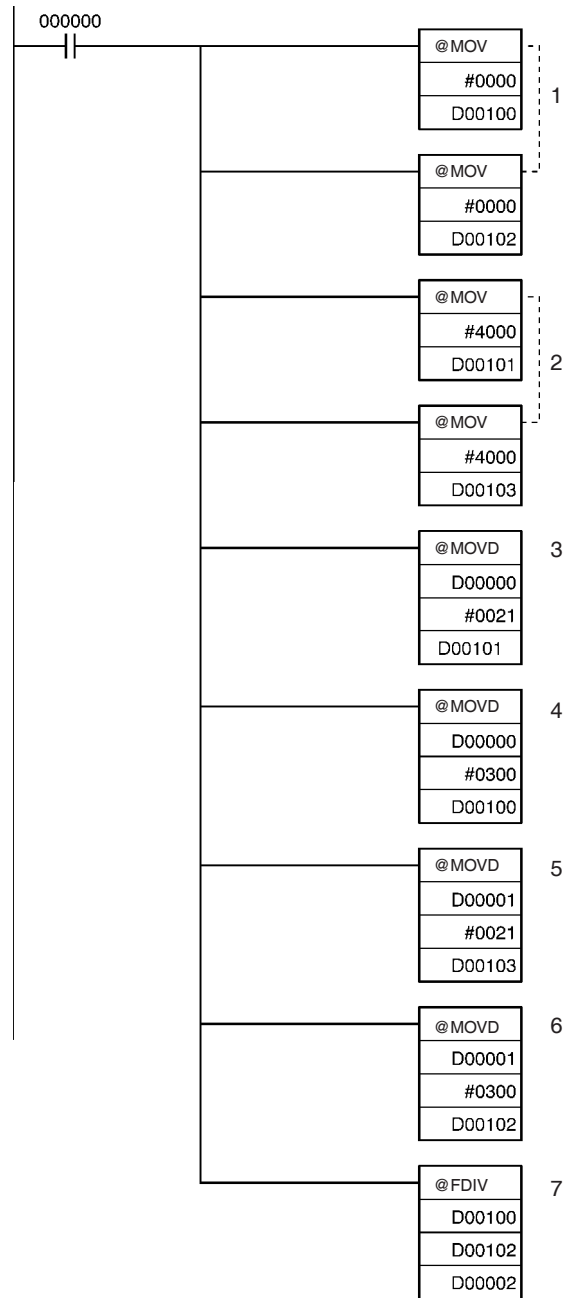 000000
@MOV
#0000
D00100
1
@MOV
#0000
D00102
@MOV
#4000
D00101
2
@MOV
#4000
D00103
@MOVD 3
D00000
#0021
D00101
@MOVD 4
D00000
#0300
D00100
@MOVD 5
D00001
#0021
D00103
@MOVD 6
D00001
#0300
D00102
@FDIV 7
D00100
D00102
D00002